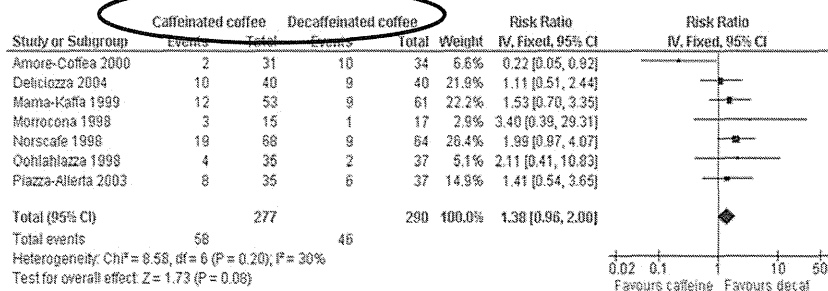 Caffeinated coffee Decaffeinated coffee Risk Ratio Risk Ratio
Study or Subgroup Events Total Events Total Weight IV, Fixed, 95% CI IV, Fixed, 95% CI
Amore-Coffea 2000 2 31 10 34 6.6% 0.22 [0.05, 0.92]
Deliciozza 2004 10 40 9 40 21.9% 1.11 [0.51, 2.44]
Mama-Kaffa 1999 12 53 9 61 22.2% 1.53 [0.70, 3.35]
Morrocona 1998 3 15 1 17 2.9% 3.40 [0.39, 29.31]
Norscafe 1998 19 68 9 64 26.4% 1.99 [0.97, 4.07]
Oohlahlazza 1998 4 35 2 37 5.1% 2.11 [0.41, 10.83]
Piazza-Allerta 2003 8 35 6 37 14.9% 1.41 [0.54, 3.65]
Total (95% CI) 277 290 100.0% 1.38 [0.96, 2.00]
Total events 58 46
Heterogeneity: Chi² = 8.58, df = 6 (P = 0.20); I² = 30%
Test for overall effect: Z = 1.73 (P = 0.08)
0.02 0.1 1 10 50
Favours caffeine Favours decaf